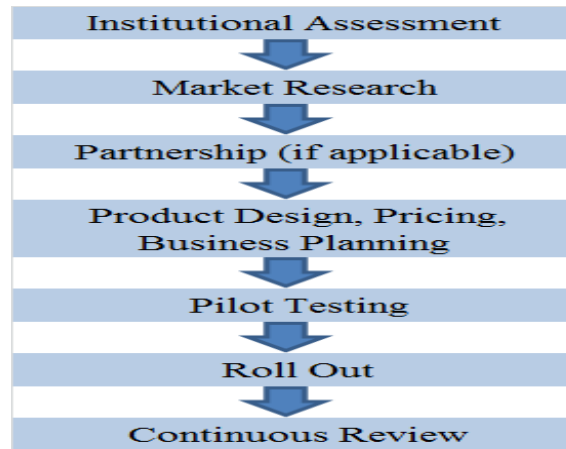 Institutional Assessment
Market Research
Partnership (if applicable)
Product Design, Pricing,
Business Planning
Pilot Testing
Roll Out
Continuous Review